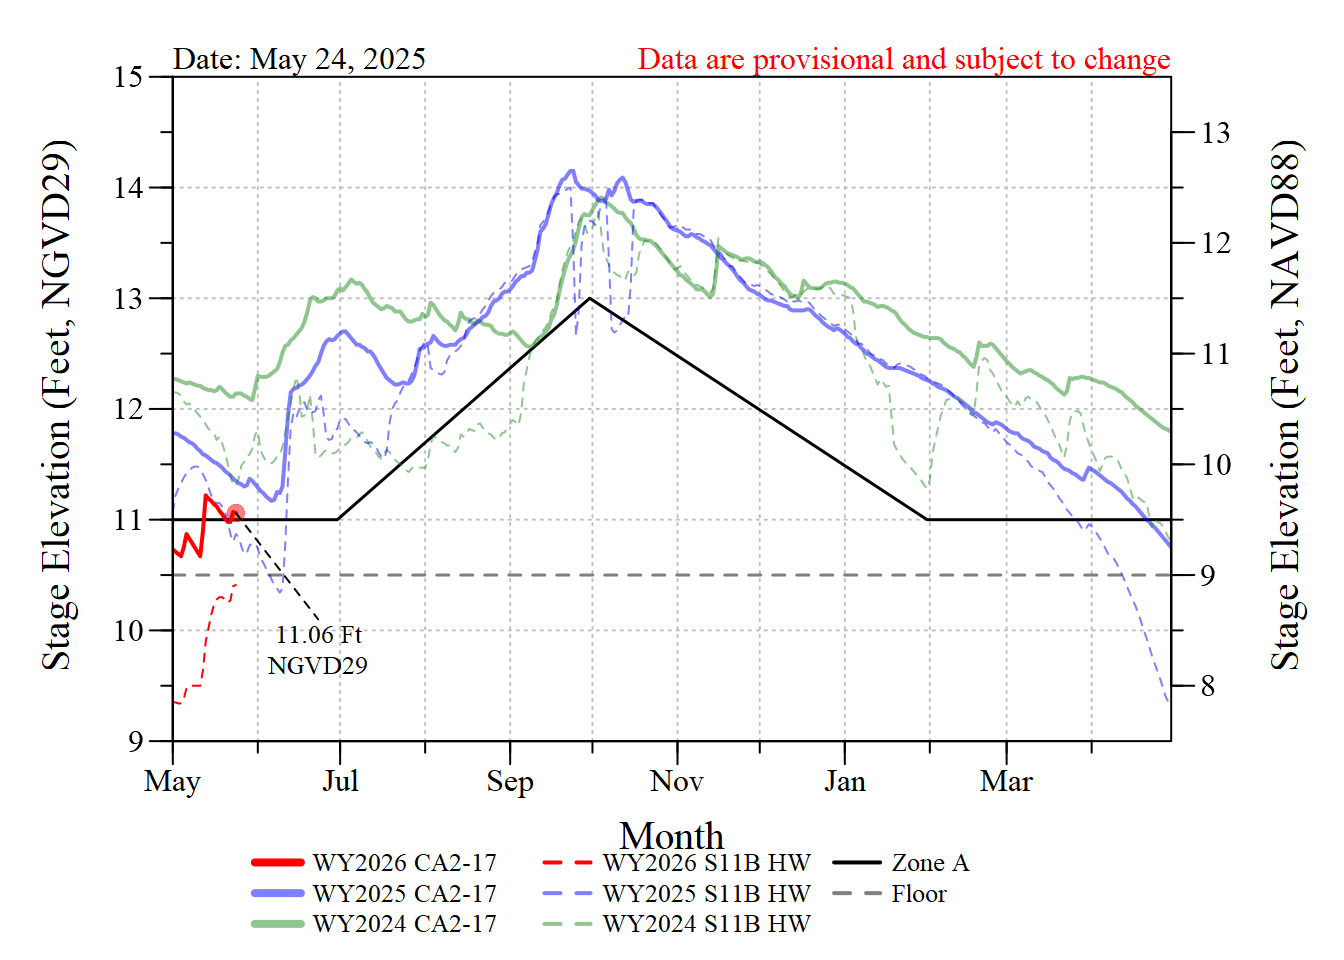 Date: May 24, 2025
Data are provisional and subject to change
15
14
13
12
11
10
9
Stage Elevation (Feet, NGVD29)
13
12
11
10
9
8
Stage Elevation (Feet, NAVD88)
11.06 Ft
NGVD29
May Jul Sep Nov Jan Mar
Month
WY2026 CA2-17 WY2026 S11B HW Zone A
WY2025 CA2-17 WY2025 S11B HW Floor
WY2024 CA2-17 WY2024 S11B HW